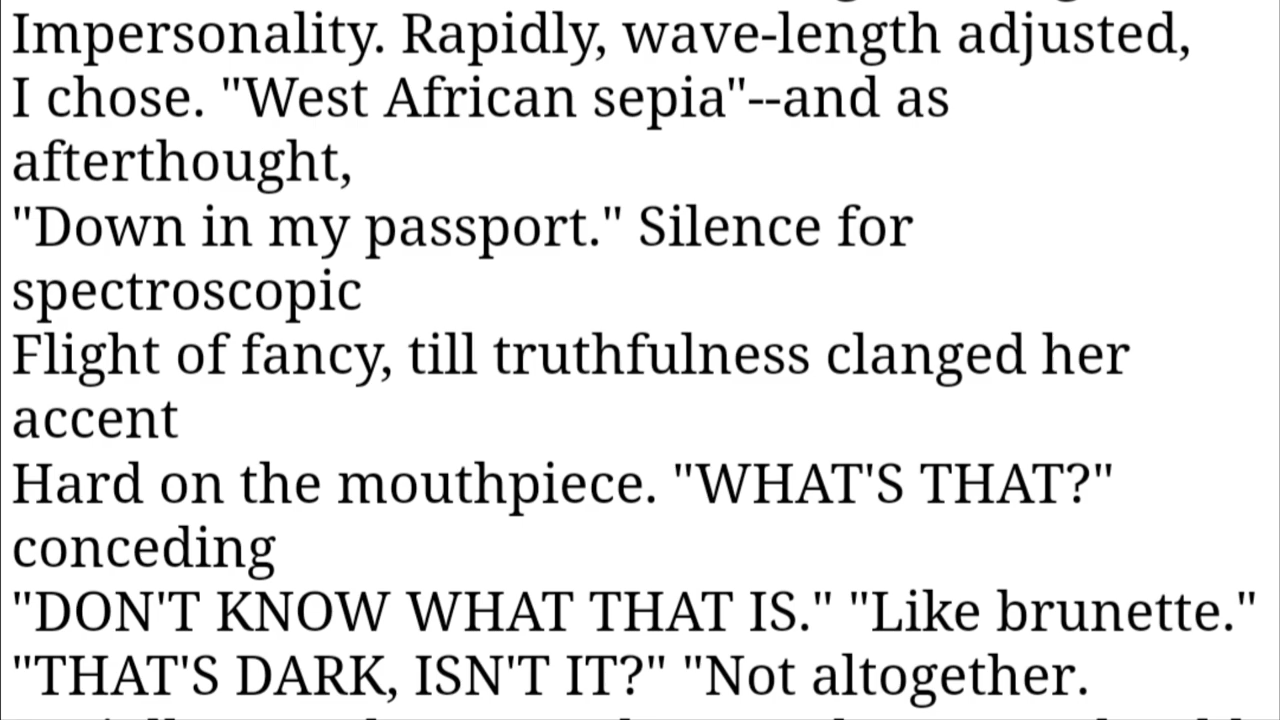 Impersonality. Rapidly, wave-length adjusted,
I chose. "West African sepia"--and as
afterthought,
"Down in my passport." Silence for
spectroscopic
Flight of fancy, till truthfulness clanged her
accent
Hard on the mouthpiece. "WHAT'S THAT?"
conceding
"DON'T KNOW WHAT THAT IS." "Like brunette."
"THAT'S DARK, ISN'T IT?" "Not altogether.